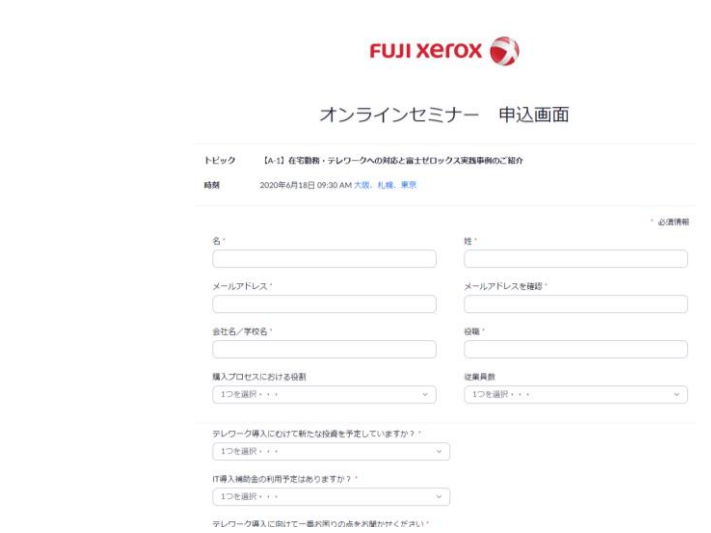 FUJI xerox
オンラインセミナー 申込画面
トピック 【A-1】在宅勤務・テレワークへの対応と富士ゼロックス実践事例のご紹介
時刻 2020年6月18日 09:30 AM 大阪、札幌、東京
* 必須情報
名 * 姓 *
メールアドレス * メールアドレスを確認 *
会社名/学校名 * 役職 *
購入プロセスにおける役割 従業員数
1つを選択・・・ 1つを選択・・・
テレワーク導入にむけて新たな投資を予定していますか? *
1つを選択・・・
IT導入補助金の利用予定はありますか? *
1つを選択・・・
テレワーク導入に向けて一番お困りの点をお聞かせください *